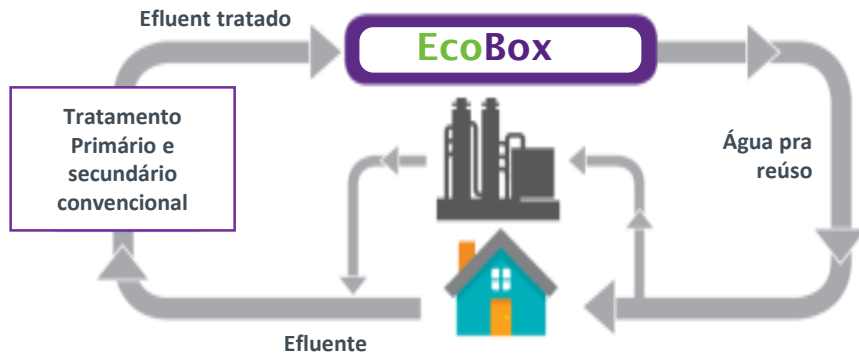 Efluent tratado
EcoBox
Tratamento
Primário e
secundário
convencional
Água pra
reúso
Efluente